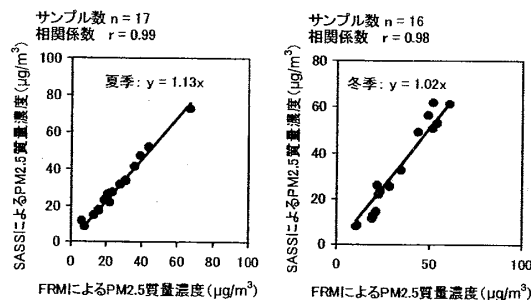 サンプル数 n = 17
相関係数 r = 0.99
SASSIによるPM2.5質量濃度(μg/m³)
100
80
60
40
20
0
夏季: y = 1.13x
0
50
100
FRMによるPM2.5質量濃度(μg/m³)
サンプル数 n = 16
相関係数 r = 0.98
SASSIによるPM2.5質量濃度(μg/m³)
80
60
40
20
0
冬季: y = 1.02x
0
50
100
FRMによるPM2.5質量濃度(μg/m³)